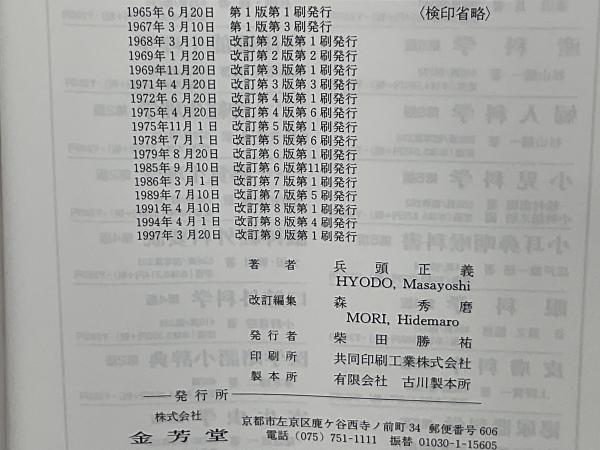 1965年6月20日 第1版第1刷発行 〈検印省略〉
1967年3月10日 第1版第3刷発行
1968年3月10日 改訂第2版第1刷発行
1969年1月20日 改訂第2版第2刷発行
1969年11月20日 改訂第3版第1刷発行
1971年4月20日 改訂第3版第3刷発行
1972年6月20日 改訂第4版第1刷発行
1975年4月20日 改訂第4版第6刷発行
1975年11月1日 改訂第5版第1刷発行
1978年7月1日 改訂第5版第6刷発行
1979年8月20日 改訂第6版第1刷発行
1985年9月10日 改訂第6版第11刷発行
1986年3月1日 改訂第7版第1刷発行
1989年7月10日 改訂第7版第5刷発行
1991年4月10日 改訂第8版第1刷発行
1994年4月1日 改訂第8版第4刷発行
1997年3月20日 改訂第9版第1刷発行
著者 兵頭正義
HYODO, Masayoshi
改訂編集 森秀磨
MORI, Hidemaro
発行者 柴田勝祐
印刷所 共同印刷工業株式会社
製本所 有限会社 古川製本所
発行所
株式会社
金芳堂
京都市左京区鹿ケ谷西寺ノ前町34 郵便番号606
電話 (075) 751-1111 振替 01030-1-15605